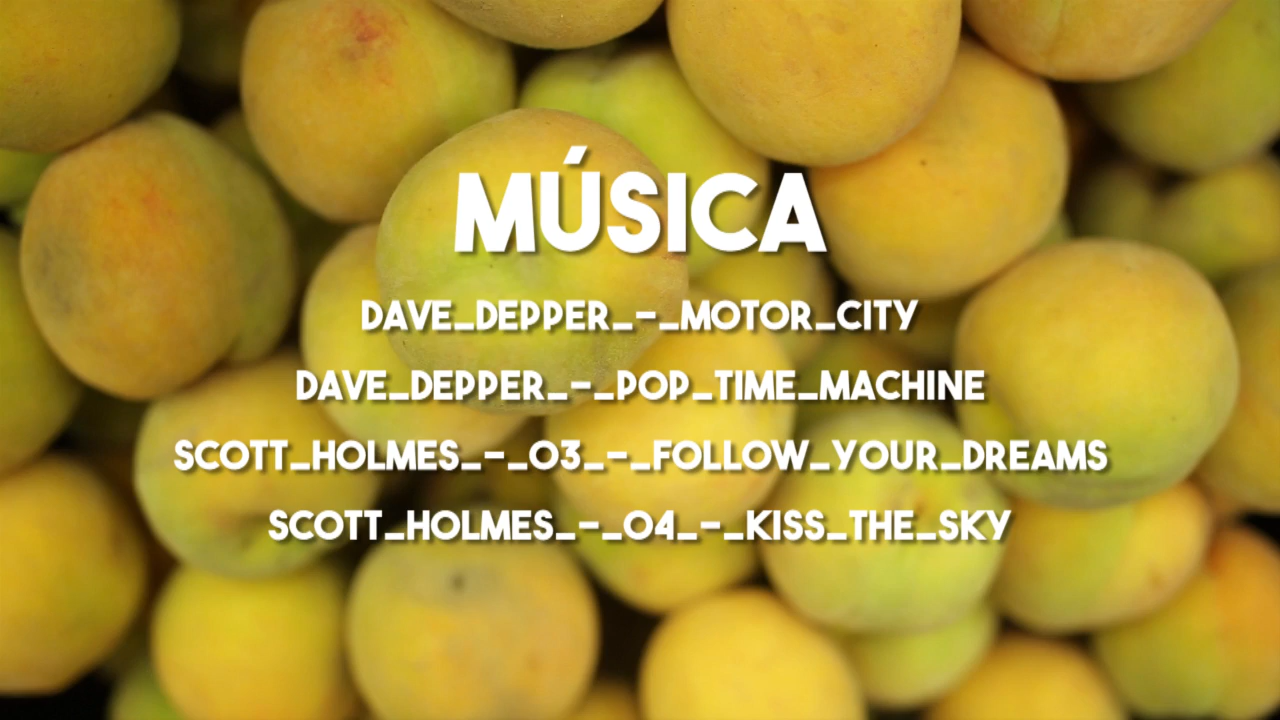 MÚSICA
DAVE_DEPPER_-_MOTOR_CITY
DAVE_DEPPER_-_POP_TIME_MACHINE
SCOTT_HOLMES_-_03_-_FOLLOW_YOUR_DREAMS
SCOTT_HOLMES_-_04_-_KISS_THE_SKY